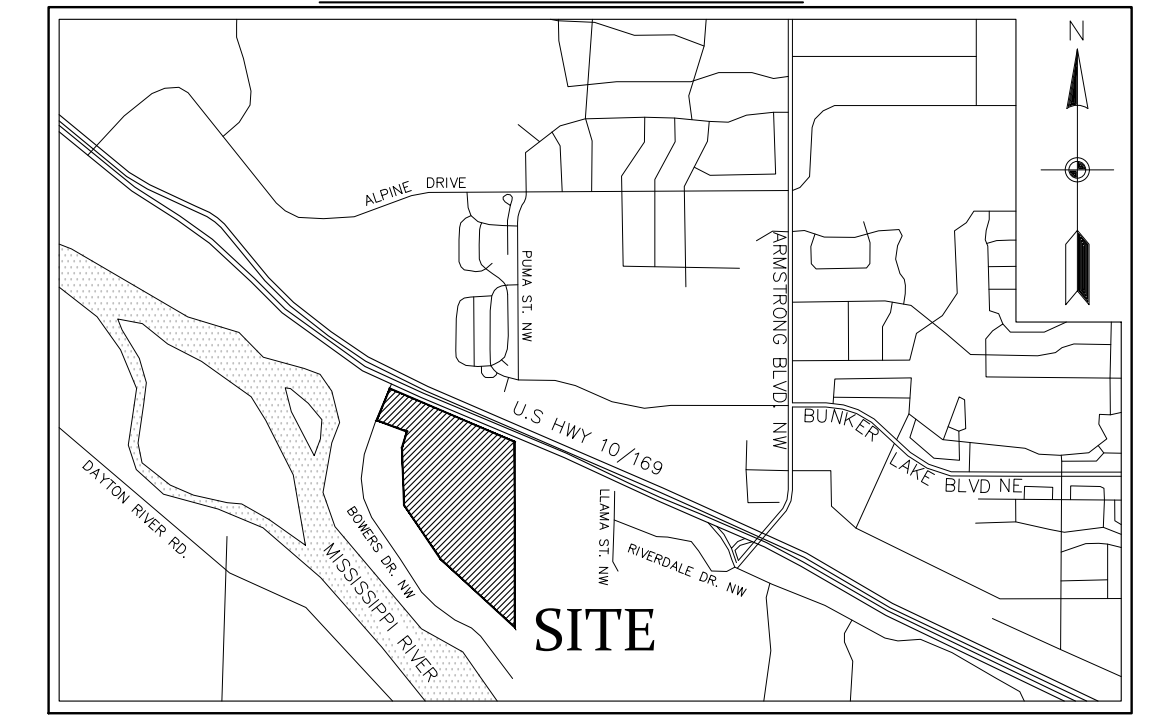 N
ALPINE DRIVE
PUMA ST. NW
ARMSTRONG BLVD. NW
U.S HWY 10/169
BUNKER
LAKE BLVD NE
DAYTON RIVER RD.
BOWERS DR. NW
LLAMA ST. NW
RIVERDALE DR. NW
MISSISSIPPI RIVER
SITE